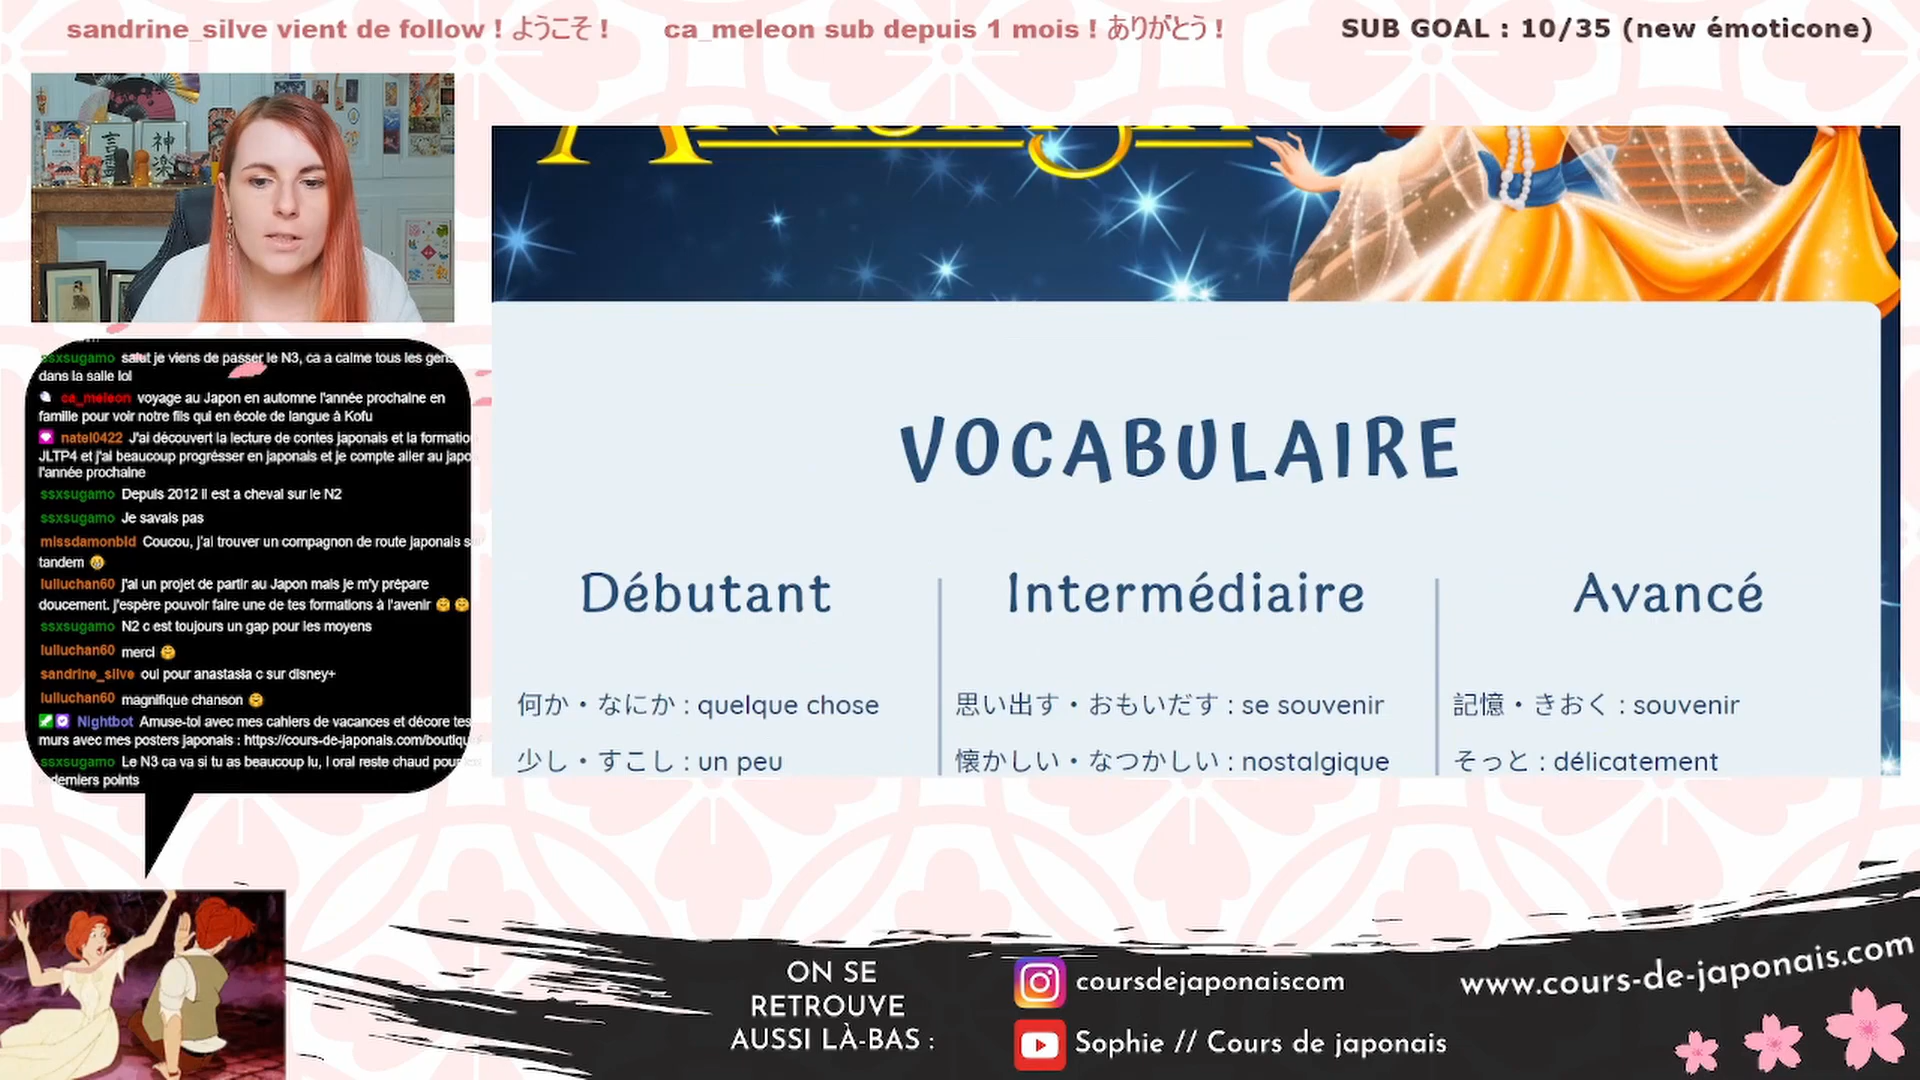 sandrine_silve vient de follow ! ようこそ !
ca_meleon sub depuis 1 mois ! ありがとう !
SUB GOAL : 10/35 (new émoticone)
言霊
神楽
ssxsugamo salut je viens de passer le N3, ca a calme tous les gens
dans la salle lol
ca_meleon voyage au Japon en automne l'année prochaine en
famille pour voir notre fils qui en école de langue à Kofu
natel0422 J'ai découvert la lecture de contes japonais et la formation
JLTP4 et j'ai beaucoup progrésser en japonais et je compte aller au japo
l'année prochaine
ssxsugamo Depuis 2012 il est a cheval sur le N2
ssxsugamo Je savais pas
missdamonbld Coucou, j'ai trouver un compagnon de route japonais s
tandem
lulluchan60 j'ai un projet de partir au Japon mais je m'y prépare
doucement. j'espère pouvoir faire une de tes formations à l'avenir
ssxsugamo N2 c est toujours un gap pour les moyens
lulluchan60 merci
sandrine_silve oui pour anastasia c sur disney+
lulluchan60 magnifique chanson
Nightbot Amuse-toi avec mes cahiers de vacances et décore tes
murs avec mes posters japonais : https://cours-de-japonais.com/boutiqu
ssxsugamo Le N3 ca va si tu as beaucoup lu, l oral reste chaud pour
derniers points
VOCABULAIRE
Débutant
何か・なにか : quelque chose
少し・すこし : un peu
Intermédiaire
思い出す・おもいだす : se souvenir
懐かしい・なつかしい : nostalgique
Avancé
記憶・きおく : souvenir
そっと : délicatement
ON SE
RETROUVE
AUSSI LÀ-BAS :
coursdejaponaiscom
Sophie // Cours de japonais
www.cours-de-japonais.com